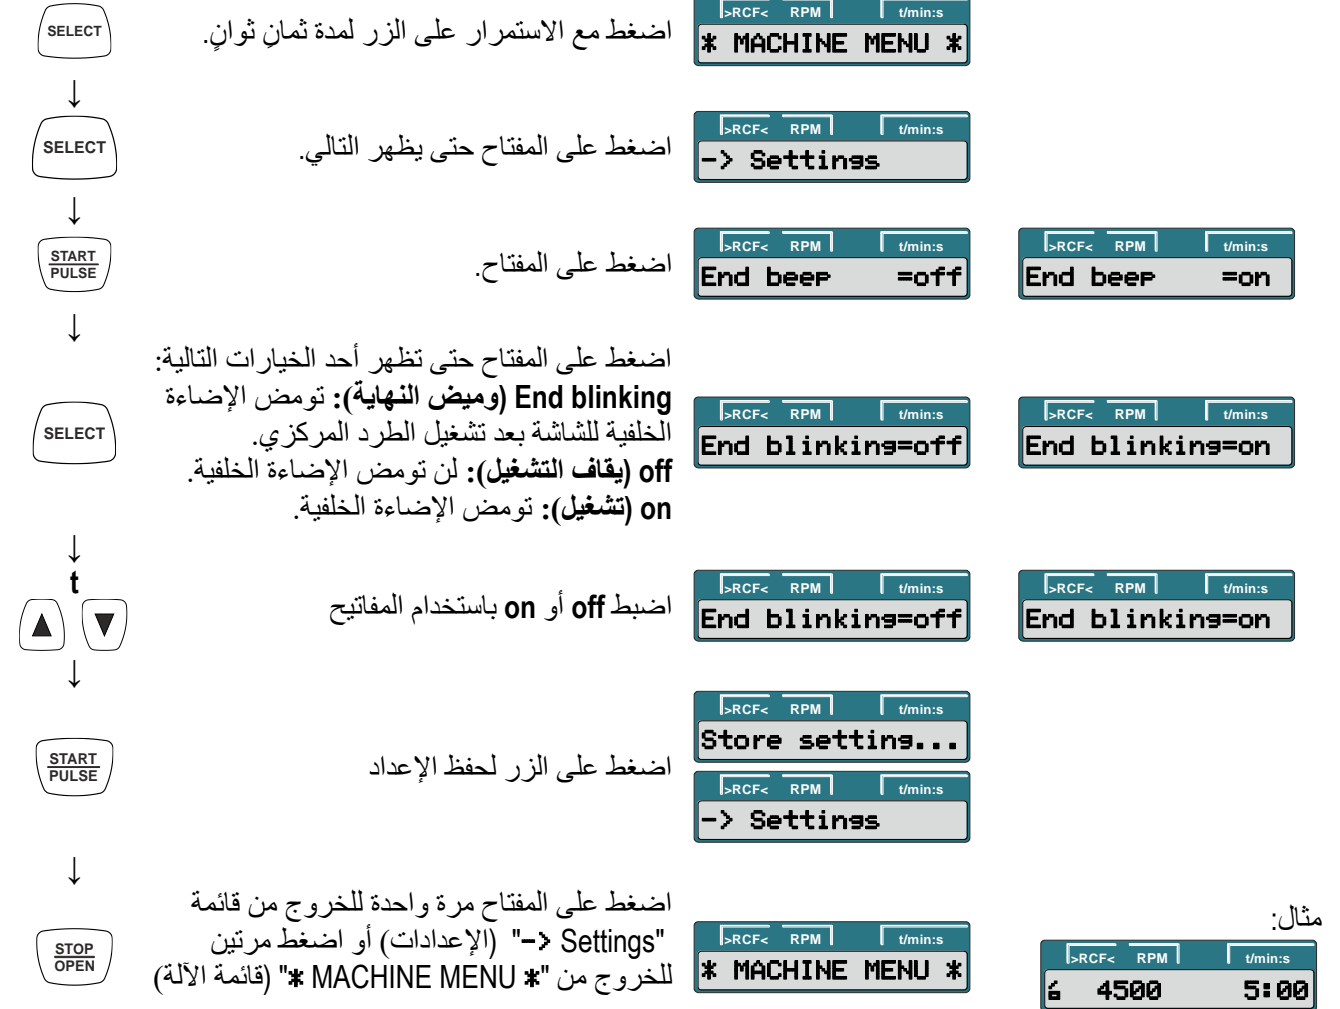 SELECT
اضغط مع الاستمرار على الزر لمدة ثمانِ ثوانٍ.
>RCF< RPM t/min:s
* MACHINE MENU *
↓
SELECT
اضغط على المفتاح حتى يظهر التالي.
>RCF< RPM t/min:s
-> Settings
↓
START
PULSE
اضغط على المفتاح.
>RCF< RPM t/min:s
End beep =off
>RCF< RPM t/min:s
End beep =on
↓
SELECT
اضغط على المفتاح حتى تظهر أحد الخيارات التالية:
End blinking (وميض النهاية): تومض الإضاءة
الخلفية للشاشة بعد تشغيل الطرد المركزي.
off (يقاف التشغيل): لن تومض الإضاءة الخلفية.
on (تشغيل): تومض الإضاءة الخلفية.
>RCF< RPM t/min:s
End blinking=off
>RCF< RPM t/min:s
End blinking=on
↓
t
▲ ▼
اضبط off أو on باستخدام المفاتيح
>RCF< RPM t/min:s
End blinking=off
>RCF< RPM t/min:s
End blinking=on
↓
START
PULSE
اضغط على الزر لحفظ الإعداد
>RCF< RPM t/min:s
Store setting...
>RCF< RPM t/min:s
-> Settings
↓
STOP
OPEN
اضغط على المفتاح مرة واحدة للخروج من قائمة
"-> Settings" (الإعدادات) أو اضغط مرتين
للخروج من "* MACHINE MENU *" (قائمة الآلة)
>RCF< RPM t/min:s
* MACHINE MENU *
مثال:
>RCF< RPM t/min:s
4500 5:00